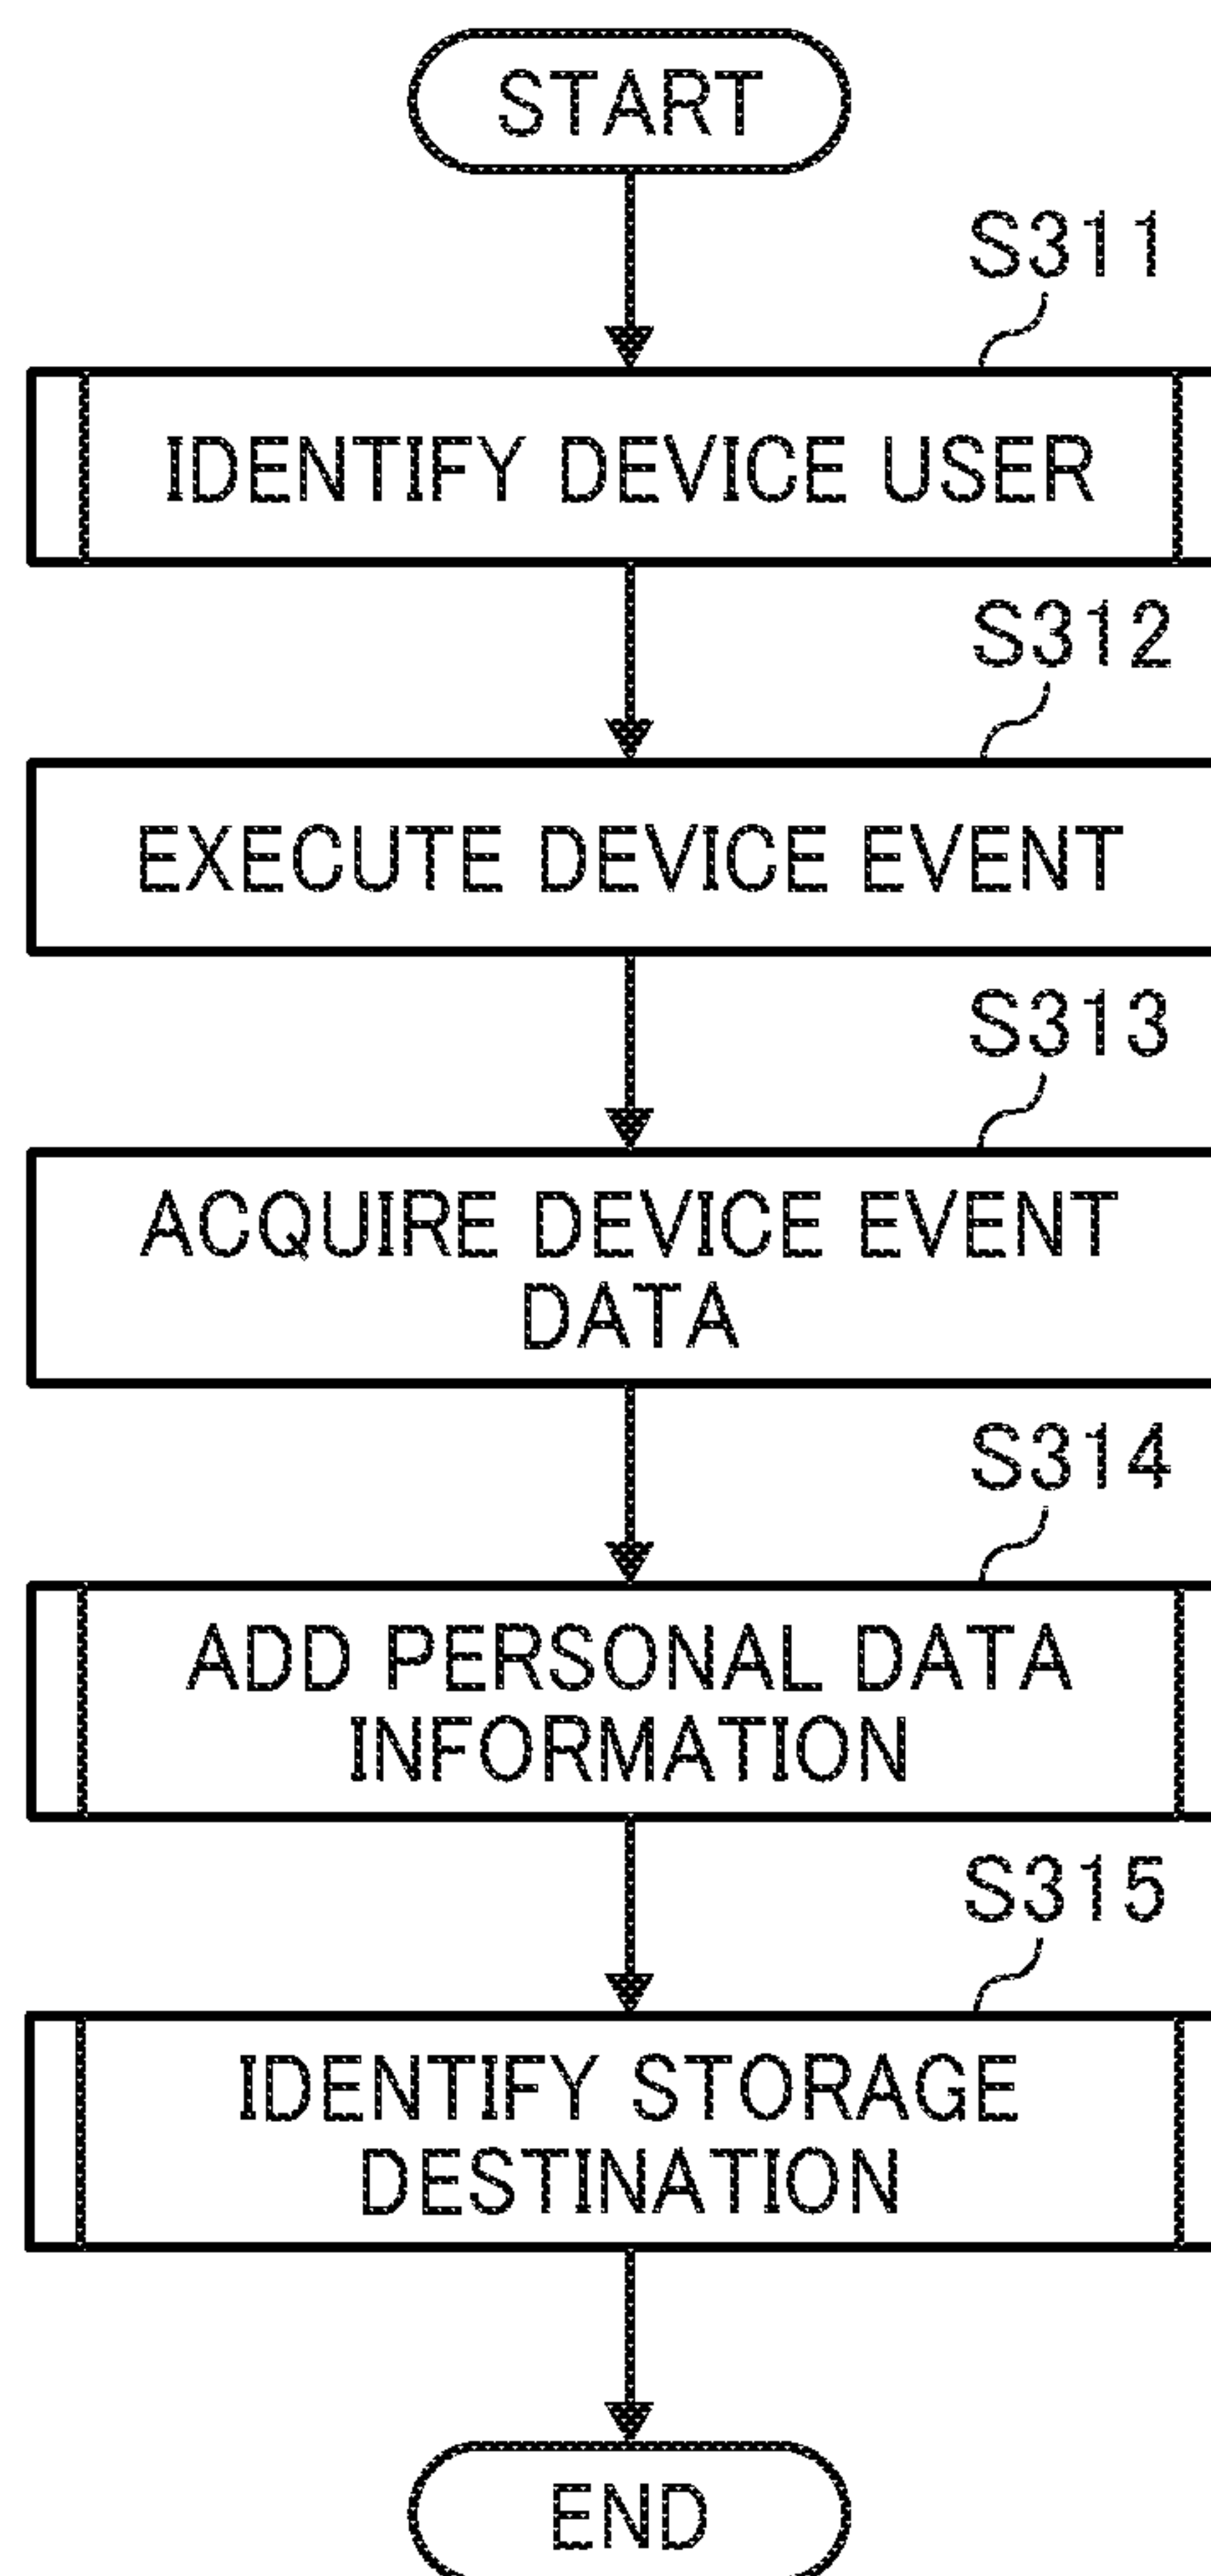 START
S311
IDENTIFY DEVICE USER
S312
EXECUTE DEVICE EVENT
S313
ACQUIRE DEVICE EVENT
DATA
S314
ADD PERSONAL DATA
INFORMATION
S315
IDENTIFY STORAGE
DESTINATION
END